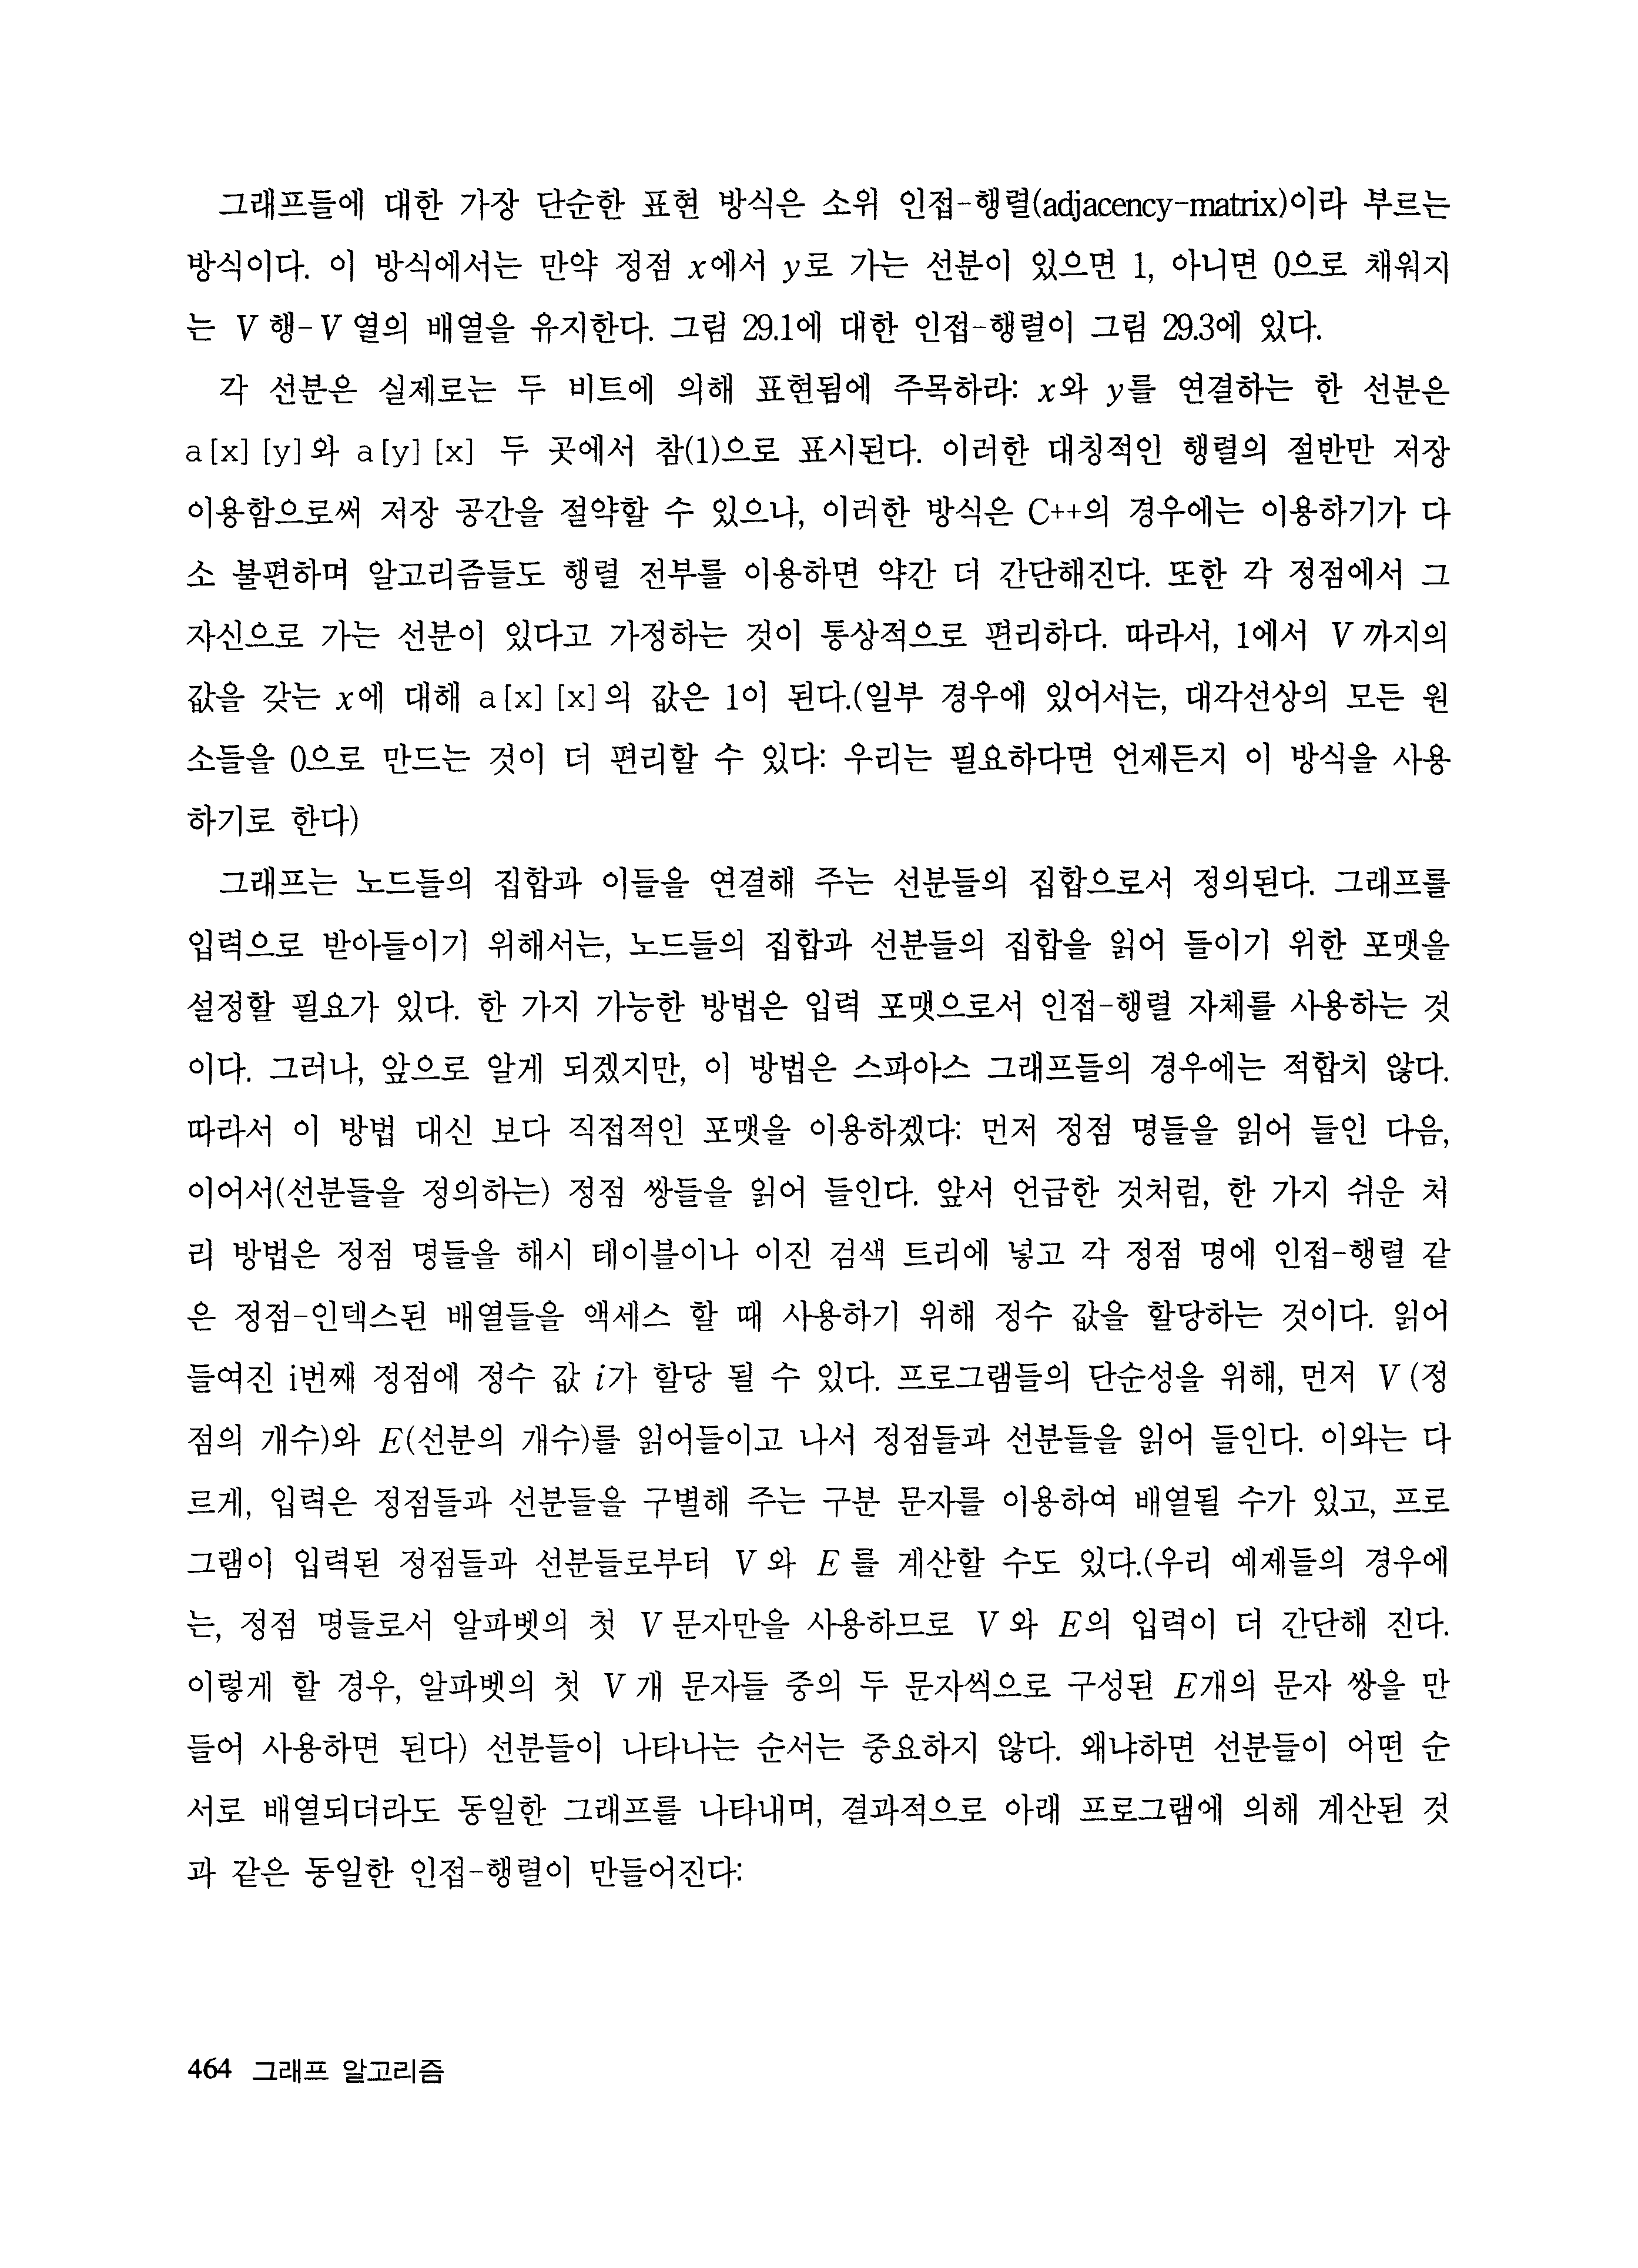 그래프들에 대한 가장 단순한 표현 방식은 소위 인접-행렬(adjacency-matrix)이라 부르는
방식이다. 이 방식에서는 만약 정점 x에서 y로 가는 선분이 있으면 1, 아니면 0으로 채워지
는 V 행-V 열의 배열을 유지한다. 그림 29.1에 대한 인접-행렬이 그림 29.3에 있다.
각 선분은 실제로는 두 비트에 의해 표현됨에 주목하라: x와 y를 연결하는 한 선분은
a[x][y]와 a[y][x] 두 곳에서 참(1)으로 표시된다. 이러한 대칭적인 행렬의 절반만 저장
이용함으로써 저장 공간을 절약할 수 있으나, 이러한 방식은 C++의 경우에는 이용하기가 다
소 불편하며 알고리즘들도 행렬 전부를 이용하면 약간 더 간단해진다. 또한 각 정점에서 그
자신으로 가는 선분이 있다고 가정하는 것이 통상적으로 편리하다. 따라서, 1에서 V 까지의
값을 갖는 x에 대해 a[x][x]의 값은 1이 된다.(일부 경우에 있어서는, 대각선상의 모든 원
소들을 0으로 만드는 것이 더 편리할 수 있다: 우리는 필요하다면 언제든지 이 방식을 사용
하기로 한다)
그래프는 노드들의 집합과 이들을 연결해 주는 선분들의 집합으로서 정의된다. 그래프를
입력으로 받아들이기 위해서는, 노드들의 집합과 선분들의 집합을 읽어 들이기 위한 포맷을
설정할 필요가 있다. 한 가지 가능한 방법은 입력 포맷으로서 인접-행렬 자체를 사용하는 것
이다. 그러나, 앞으로 알게 되겠지만, 이 방법은 스파아스 그래프들의 경우에는 적합치 않다.
따라서 이 방법 대신 보다 직접적인 포맷을 이용하겠다: 먼저 정점 명들을 읽어 들인 다음,
이어서(선분들을 정의하는) 정점 쌍들을 읽어 들인다. 앞서 언급한 것처럼, 한 가지 쉬운 처
리 방법은 정점 명들을 해시 테이블이나 이진 검색 트리에 넣고 각 정점 명에 인접-행렬 같
은 정점-인덱스된 배열들을 액세스 할 때 사용하기 위해 정수 값을 할당하는 것이다. 읽어
들여진 i번째 정점에 정수 값 i가 할당 될 수 있다. 프로그램들의 단순성을 위해, 먼저 V (정
점의 개수)와 E(선분의 개수)를 읽어들이고 나서 정점들과 선분들을 읽어 들인다. 이와는 다
르게, 입력은 정점들과 선분들을 구별해 주는 구분 문자를 이용하여 배열될 수가 있고, 프로
그램이 입력된 정점들과 선분들로부터 V 와 E 를 계산할 수도 있다.(우리 예제들의 경우에
는, 정점 명들로서 알파벳의 첫 V 문자만을 사용하므로 V 와 E의 입력이 더 간단해 진다.
이렇게 할 경우, 알파벳의 첫 V 개 문자들 중의 두 문자씩으로 구성된 E개의 문자 쌍을 만
들어 사용하면 된다) 선분들이 나타나는 순서는 중요하지 않다. 왜냐하면 선분들이 어떤 순
서로 배열되더라도 동일한 그래프를 나타내며, 결과적으로 아래 프로그램에 의해 계산된 것
과 같은 동일한 인접-행렬이 만들어진다:
464 그래프 알고리즘